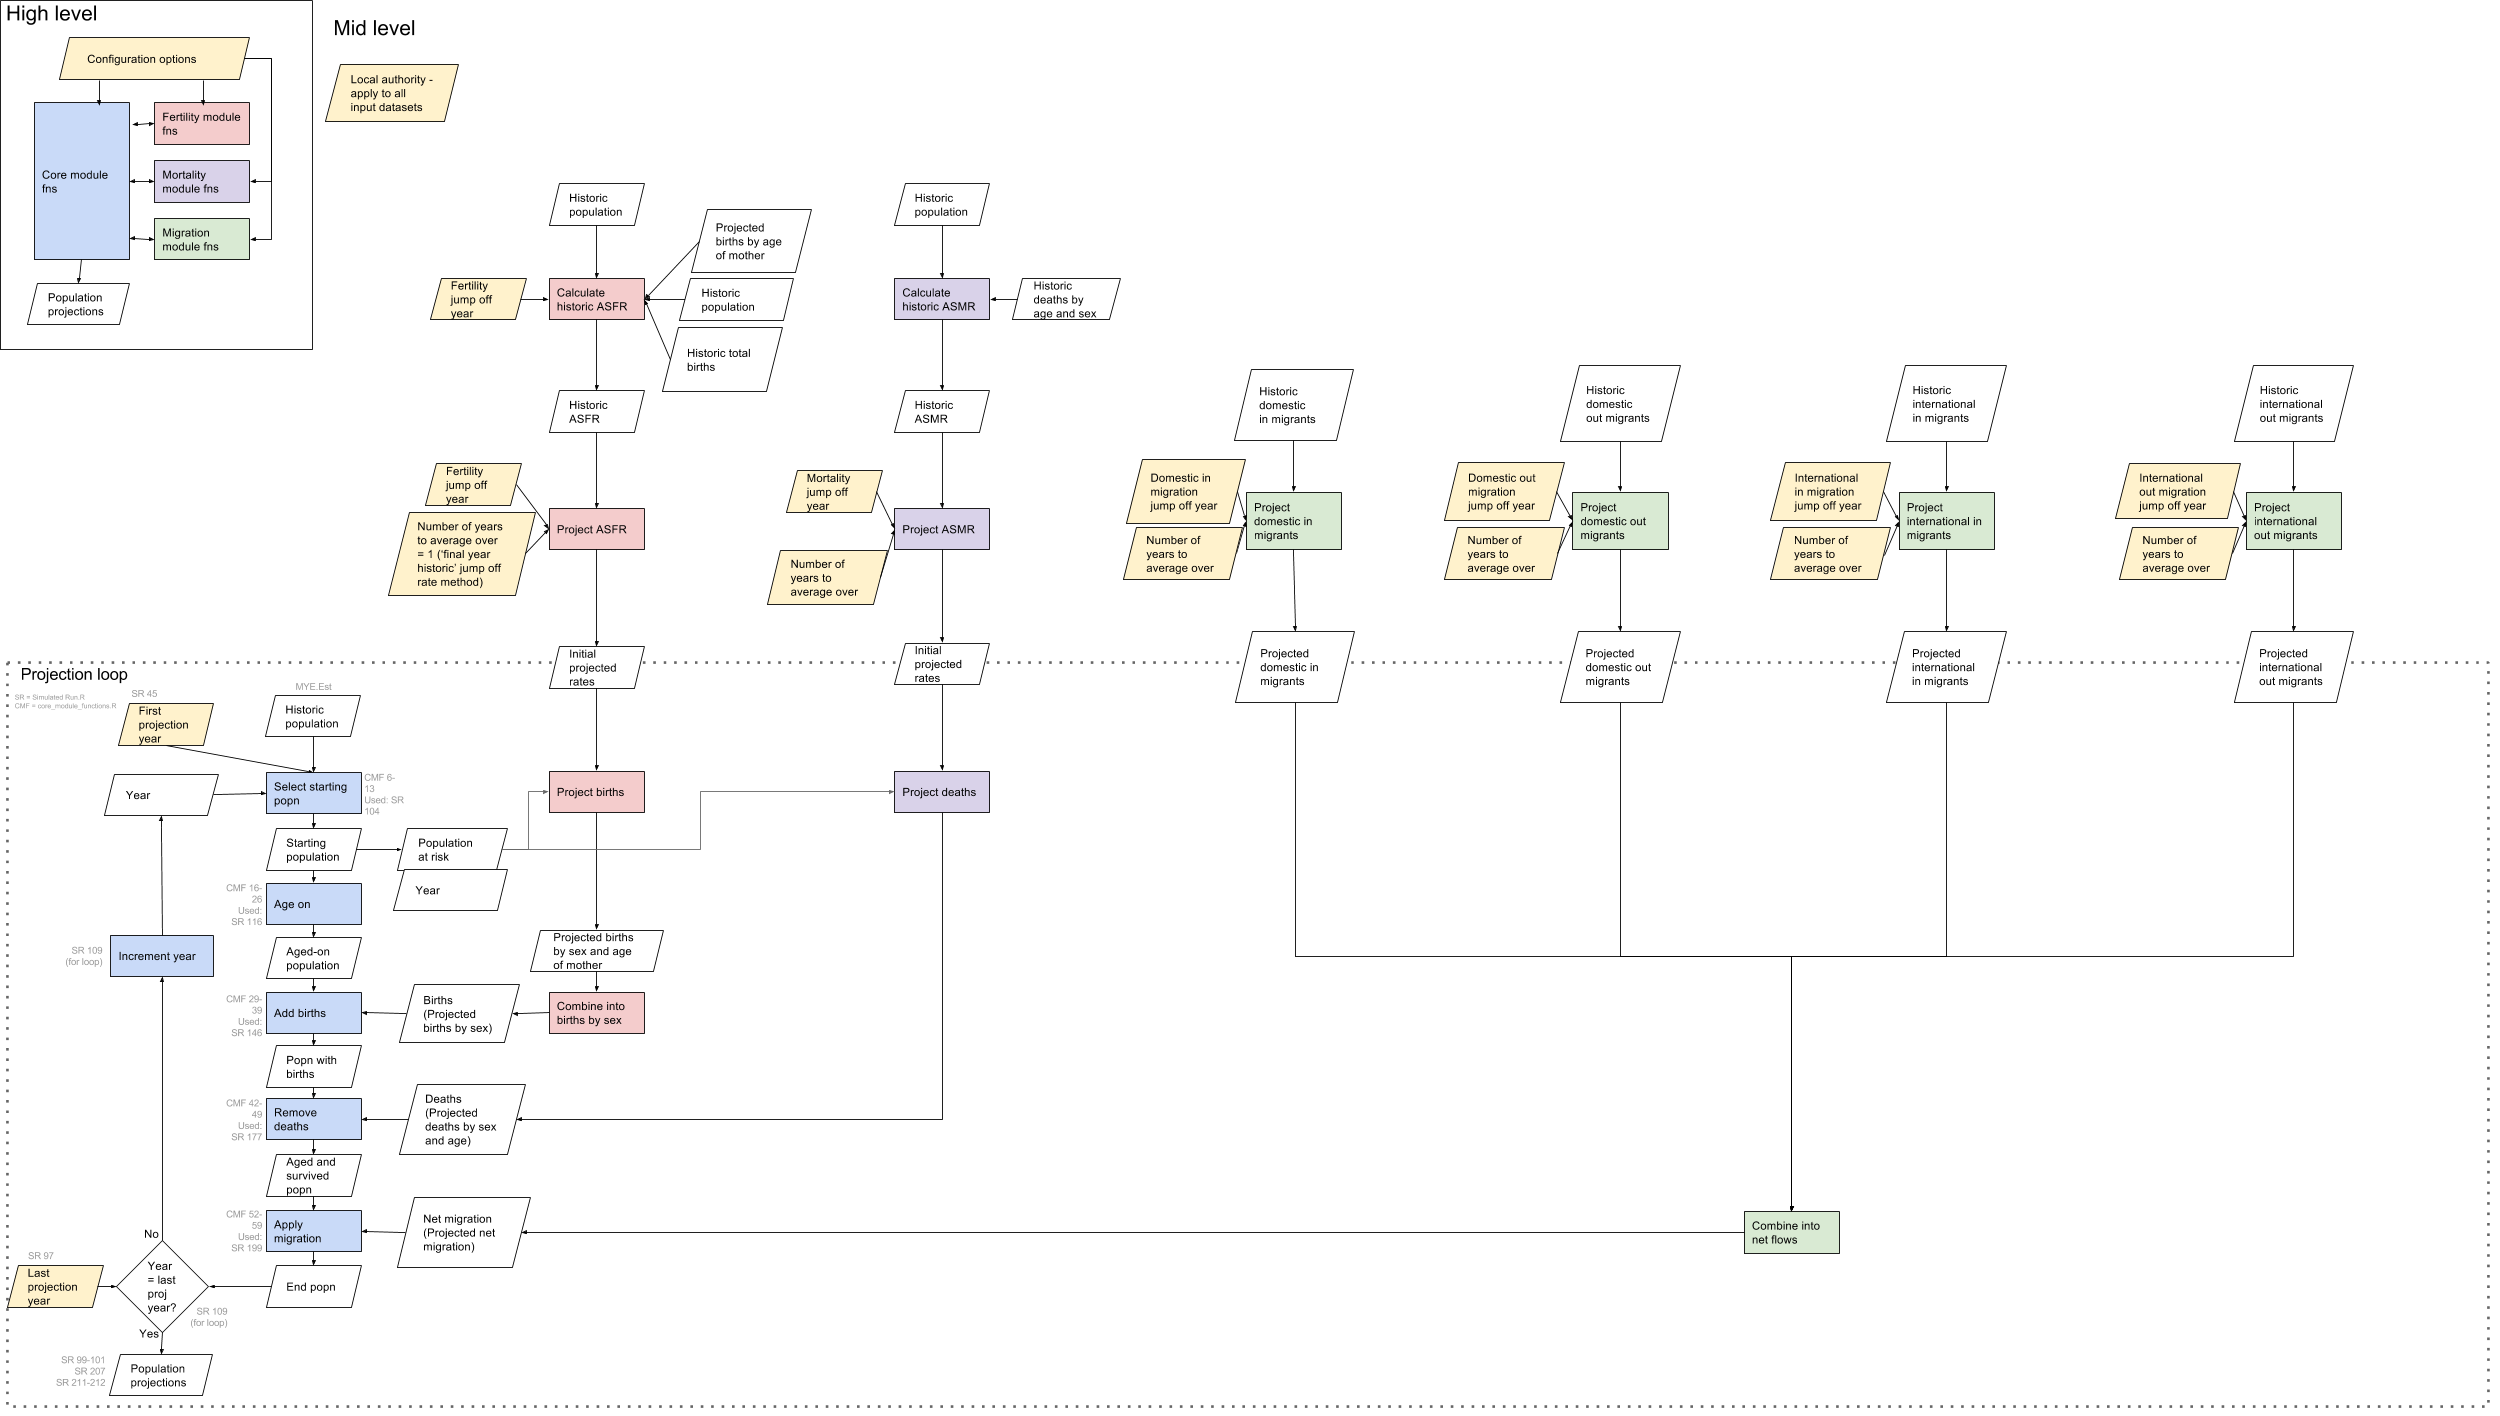 High level
Configuration options
Core module
fns
Fertility module
fns
Mortality
module fns
Migration
module fns
Population
projections
Mid level
Local authority -
apply to all
input datasets
Historic
population
Projected
births by age
of mother
Fertility
jump off
year
Calculate
historic ASFR
Historic
population
Historic total
births
Historic
ASFR
Fertility
jump off
year
Number of years
to average over
= 1 (‘final year
historic’ jump off
rate method)
Project ASFR
Initial
projected
rates
Historic
population
Calculate
historic ASMR
Historic
deaths by
age and sex
Historic
ASMR
Mortality
jump off
year
Number of
years to
average over
Project ASMR
Initial
projected
rates
Historic
domestic
in migrants
Domestic in
migration
jump off year
Number of
years to
average over
Project
domestic in
migrants
Projected
domestic in
migrants
Historic
domestic
out migrants
Domestic out
migration
jump off year
Number of
years to
average over
Project
domestic out
migrants
Projected
domestic out
migrants
Historic
international
in migrants
International
in migration
jump off year
Number of
years to
average over
Project
international in
migrants
Projected
international
in migrants
Historic
international
out migrants
International
out migration
jump off year
Number of
years to
average over
Project
international
out migrants
Projected
international
out migrants
Projection loop
SR = Simulated Run.R
CMF = core_module_functions.R
SR 45
First
projection
year
MYE.Est
Historic
population
Year
Select starting
popn
CMF 6-
13
Used: SR
104
Project births
Project deaths
Starting
population
Population
at risk
Year
CMF 16-
26
Used:
SR 116
Age on
SR 109
(for loop)
Increment year
Aged-on
population
Projected births
by sex and age
of mother
CMF 29-
39
Used:
SR 146
Add births
Births
(Projected
births by sex)
Combine into
births by sex
Popn with
births
CMF 42-
49
Used:
SR 177
Remove
deaths
Deaths
(Projected
deaths by sex
and age)
Aged and
survived
popn
CMF 52-
59
Used:
SR 199
Apply
migration
Net migration
(Projected net
migration)
Combine into
net flows
No
SR 97
Last
projection
year
Year
= last
proj
year?
End popn
SR 109
(for loop)
Yes
SR 99-101
SR 207
SR 211-212
Population
projections